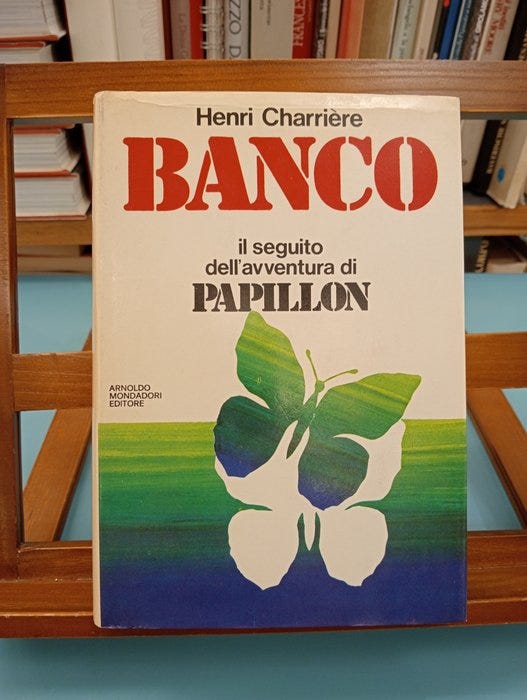 Henri Charrière
BANCO
il seguito
dell'avventura di
PAPILLON
ARNOLDO
MONDADORI
EDITORE